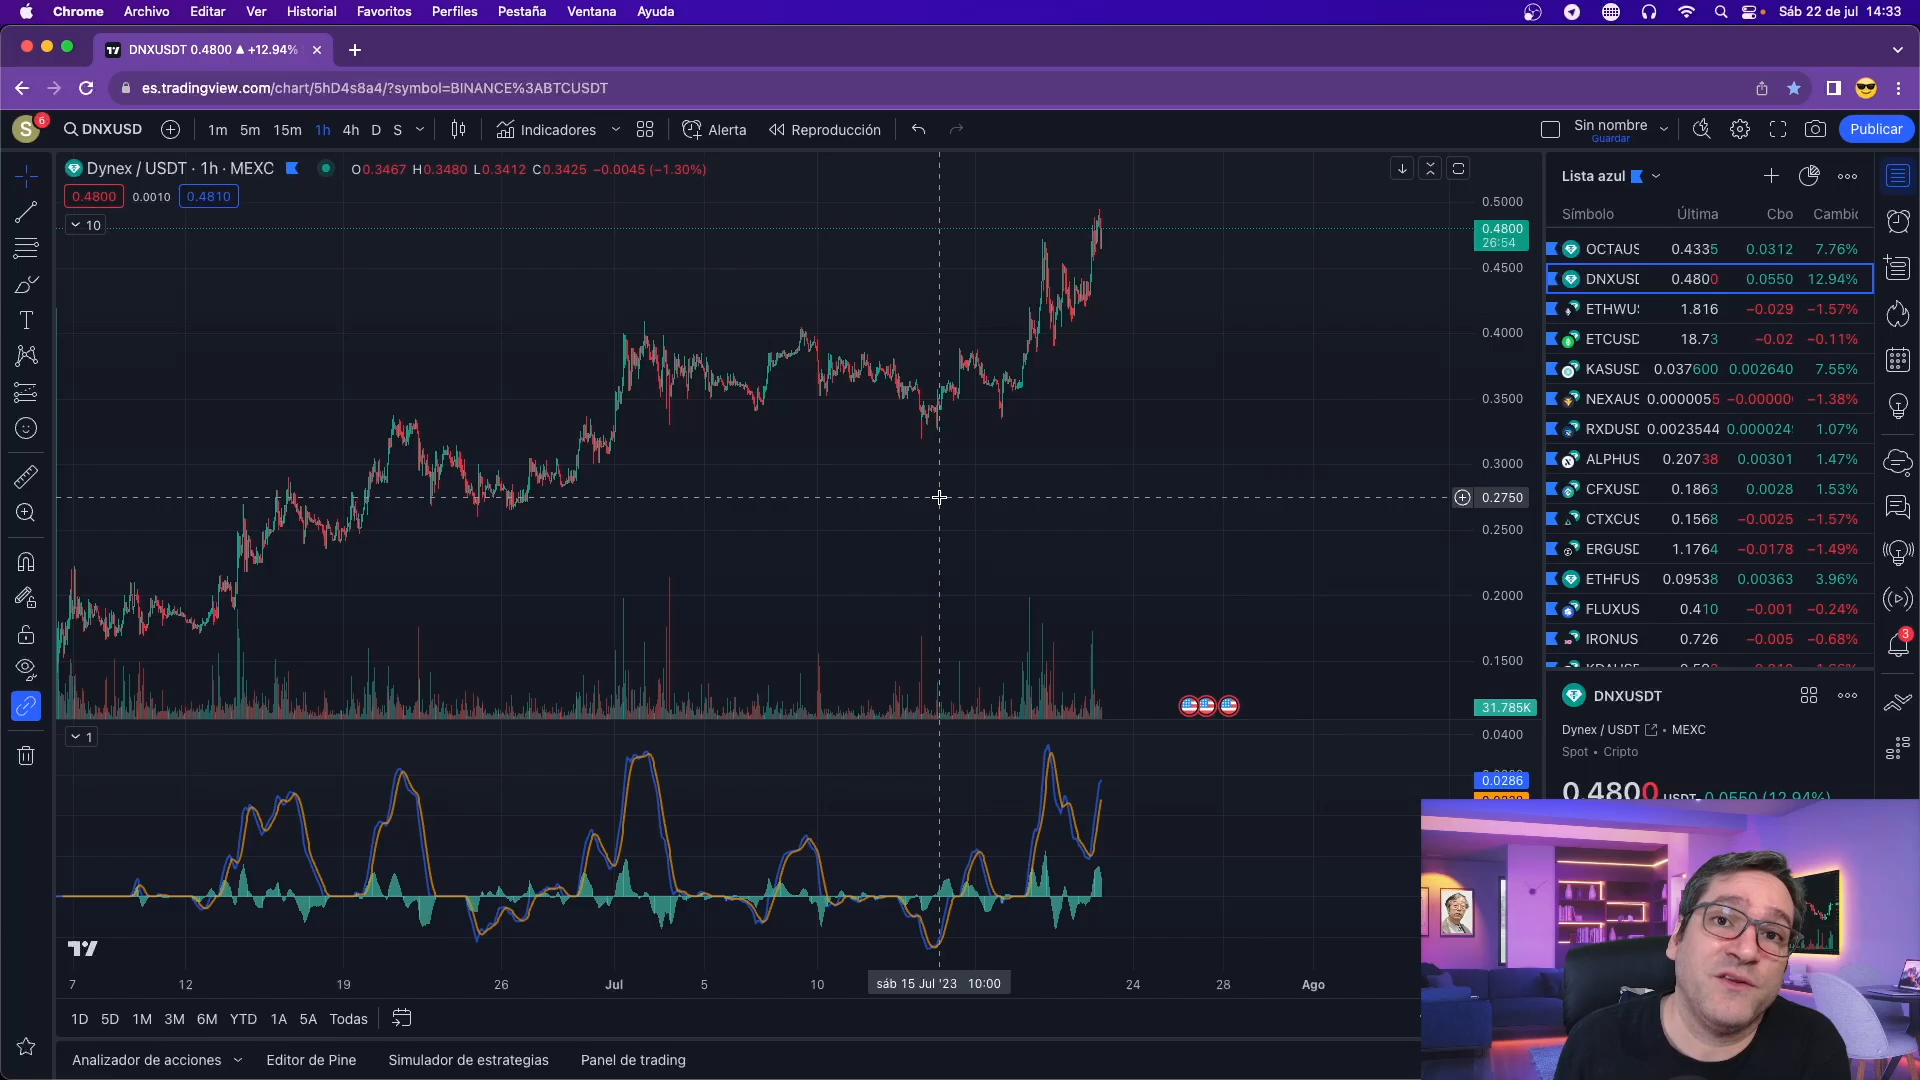 Chrome Archivo Editar Ver Historial Favoritos Perfiles Pestaña Ventana Ayuda Sáb 22 de jul 14:33
DNXUSDT 0.4800 ▲ +12.94%
es.tradingview.com/chart/5hD4s8a4/?symbol=BINANCE%3ABTCUSDT
S 6 DNXUSD 1m 5m 15m 1h 4h D S Indicadores Alerta Reproducción Sin nombre Publicar
Guardar
Dynex / USDT · 1h · MEXC O0.3467 H0.3480 L0.3412 C0.3425 −0.0045 (−1.30%)
0.4800 0.0010 0.4810
10
0.5000
0.4800
26:54
0.4500
0.4000
0.3500
0.3000
0.2750
0.2500
0.2000
0.1500
31.785K
1
0.0400
0.0286
7 12 19 26 Jul 5 10 sáb 15 Jul '23 10:00 24 28 Ago
1D 5D 1M 3M 6M YTD 1A 5A Todas
Analizador de acciones Editor de Pine Simulador de estrategias Panel de trading
Lista azul
Símbolo Última Cbo Cambio
OCTAUS 0.4335 0.0312 7.76%
DNXUSD 0.4800 0.0550 12.94%
ETHWU 1.816 −0.029 −1.57%
ETCUSD 18.73 −0.02 −0.11%
KASUSD 0.037600 0.002640 7.55%
NEXAUS 0.0000055 −0.00000 −1.38%
RXDUSD 0.0023544 0.000024 1.07%
ALPHUS 0.20738 0.00301 1.47%
CFXUSD 0.1863 0.0028 1.53%
CTXCUS 0.1568 −0.0025 −1.57%
ERGUSD 1.1764 −0.0178 −1.49%
ETHFUS 0.09538 0.00363 3.96%
FLUXUS 0.410 −0.001 −0.24%
IRONUS 0.726 −0.005 −0.68%
3
DNXUSDT
Dynex / USDT • MEXC
Spot • Cripto
0.4800 USDT 0.0550 (12.94%)